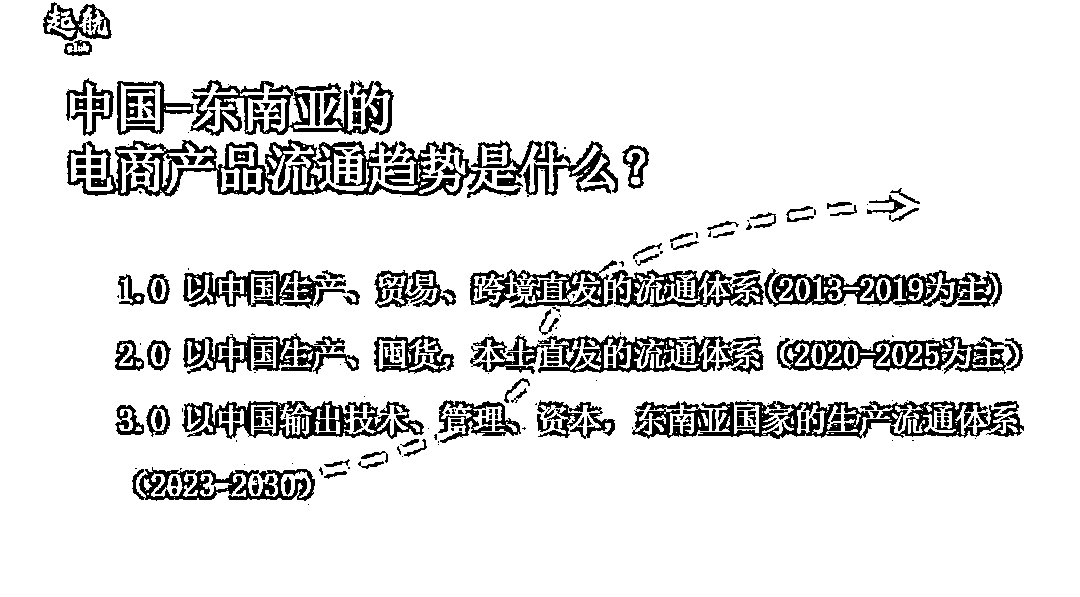 起航
club
中国-东南亚的
电商产品流通趋势是什么?
1.0 以中国生产、贸易、跨境直发的流通体系(2013-2019为主)
2.0 以中国生产、囤货，本土直发的流通体系（2020-2025为主）
3.0 以中国输出技术、管理、资本，东南亚国家的生产流通体系
（2023-2030）